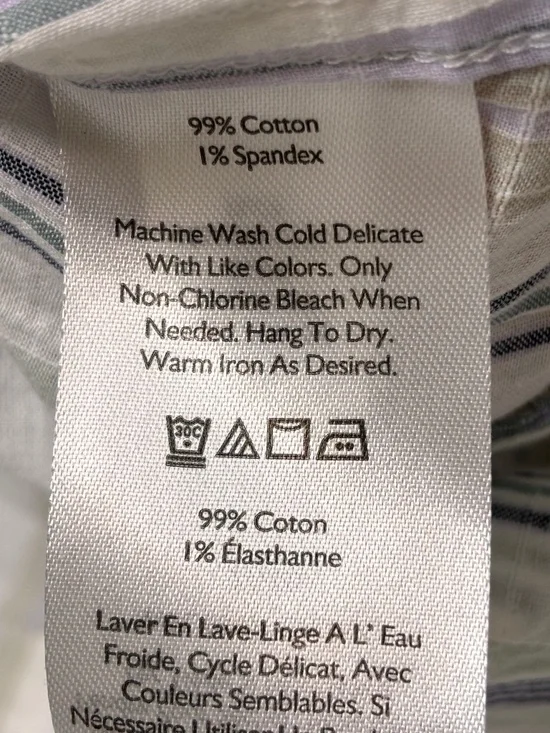 99% Cotton
1% Spandex
Machine Wash Cold Delicate
With Like Colors. Only
Non-Chlorine Bleach When
Needed. Hang To Dry.
Warm Iron As Desired.
30C
99% Coton
1% Élasthanne
Laver En Lave-Linge A L' Eau
Froide, Cycle Délicat, Avec
Couleurs Semblables. Si
Nécessaire Utiliser